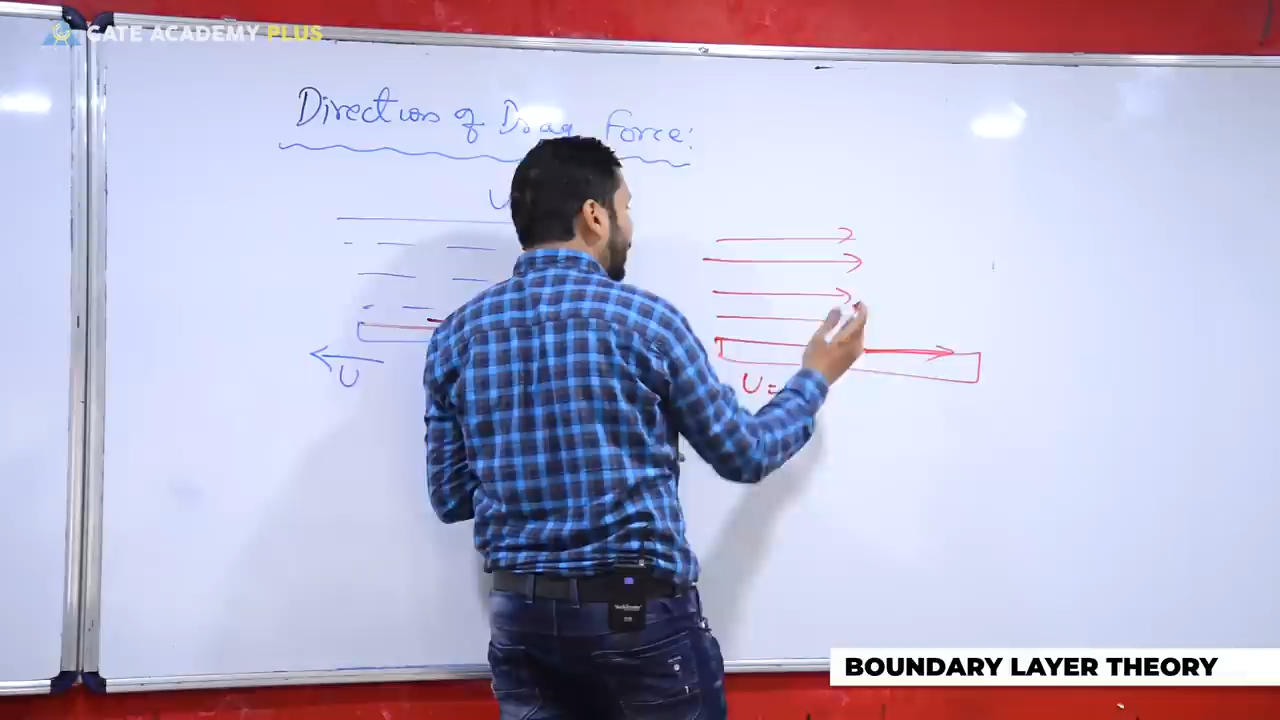 GATE ACADEMY PLUS
Direction of Drag Force:
U
U
U=
BOUNDARY LAYER THEORY